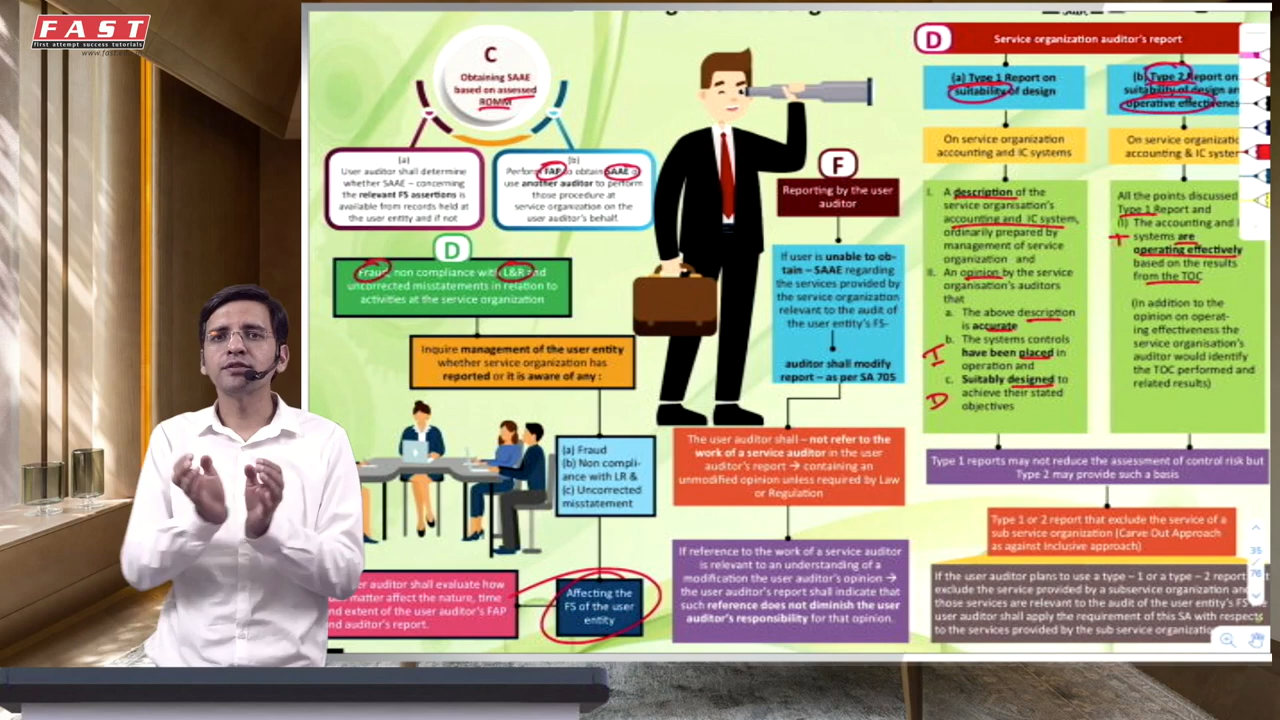 FAST
first attempt success tutorials
C
Obtaining SAAE
based on assessed
ROMM
(a)
User auditor shall determine
whether SAAE – concerning
the relevant FS assertions is
available from records held at
the user entity and if not
(b)
Perform FAP to obtain SAAE
use another auditor to perform
those procedure at
service organization on the
user auditor's behalf.
D
Fraud, non compliance with L&R and
uncorrected misstatements in relation to
activities at the service organization
Inquire management of the user entity
whether service organization has
reported or it is aware of any :
(a) Fraud
(b) Non compli-
ance with LR &
(c) Uncorrected
misstatement
Affecting the
FS of the user
entity
auditor shall evaluate how
matter affect the nature, time
and extent of the user auditor's FAP
and auditor's report.
F
Reporting by the user
auditor
If user is unable to ob-
tain – SAAE regarding
the services provided by
the service organization
relevant to the audit of
the user entity's FS-
auditor shall modify
report – as per SA 705
The user auditor shall – not refer to the
work of a service auditor in the user
auditor's report → containing an
unmodified opinion unless required by Law
or Regulation
If reference to the work of a service auditor
is relevant to an understanding of a
modification the user auditor's opinion →
the user auditor's report shall indicate that
such reference does not diminish the user
auditor's responsibility for that opinion.
D
Service organization auditor's report
(a) Type 1 Report on
suitability of design
On service organization
accounting and IC systems
I. A description of the
service organisation's
accounting and IC system,
ordinarily prepared by
management of service
organization and
II. An opinion by the service
organisation's auditors
that
a. The above description
is accurate
b. The systems controls
have been placed in
operation and
c. Suitably designed to
achieve their stated
objectives
I
D
(b) Type 2 Report on
suitability of design
operative effectiveness
On service
accounting & IC system
All the points discussed
Type 1 Report and
(i) The accounting and
systems are
operating effectively
based on the results
from the TOC
+
(In addition to the
opinion on operat-
ing effectiveness the
service organisation's
auditor would identify
the TOC performed and
related results)
Type 1 reports may not reduce the assessment of control risk but
Type 2 may provide such a basis
Type 1 or 2 report that exclude the service of a
sub service organization (Carve Out Approach
as against Inclusive approach)
If the user auditor plans to use a type – 1 or a type – 2 report
exclude the service provided by a subservice organization and
those services are relevant to the audit of the user entity's FS
user auditor shall apply the requirement of this SA with respects
to the services provided by the sub service
35
/
76